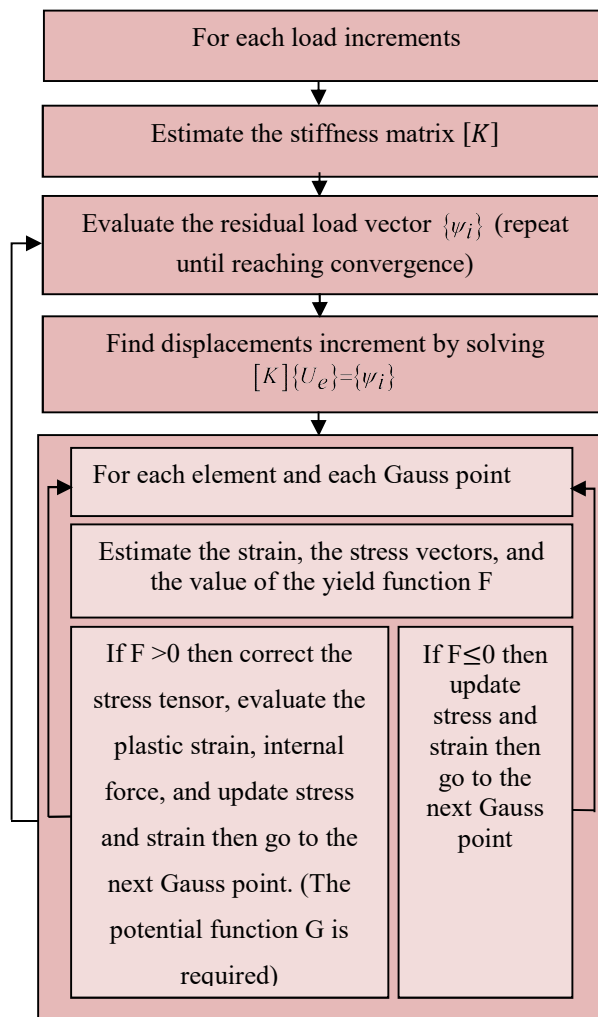 For each load increments
Estimate the stiffness matrix [K]
Evaluate the residual load vector {ψᵢ} (repeat
until reaching convergence)
Find displacements increment by solving
[K]{Uₑ}={ψᵢ}
For each element and each Gauss point
Estimate the strain, the stress vectors, and
the value of the yield function F
If F >0 then correct the
stress tensor, evaluate the
plastic strain, internal
force, and update stress
and strain then go to the
next Gauss point. (The
potential function G is
required)
If F≤0 then
update
stress and
strain then
go to the
next Gauss
point